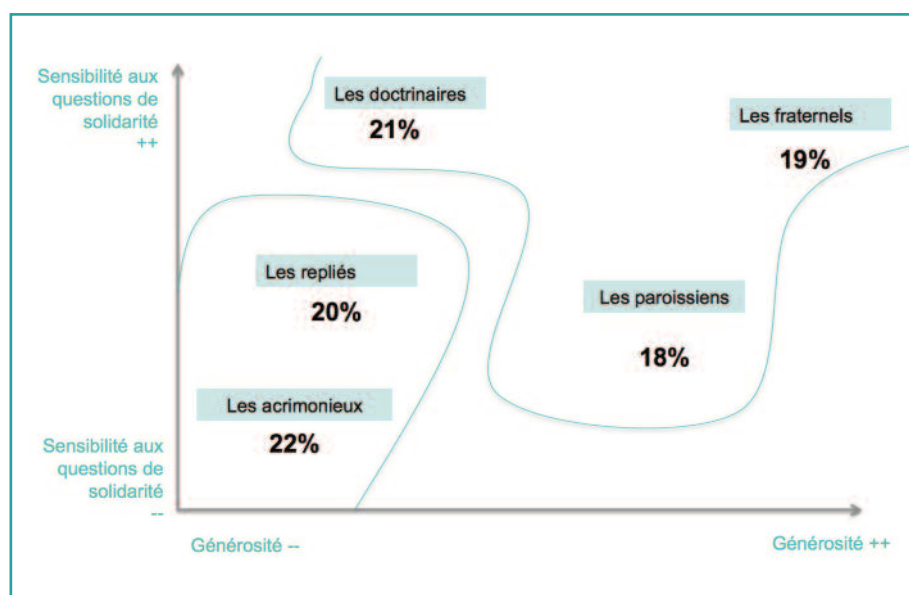 Sensibilité aux
questions de
solidarité
++
Les doctrinaires
21%
Les fraternels
19%
Les repliés
20%
Les paroissiens
18%
Les acrimonieux
22%
Sensibilité aux
questions de
solidarité
--
Générosité --
Générosité ++